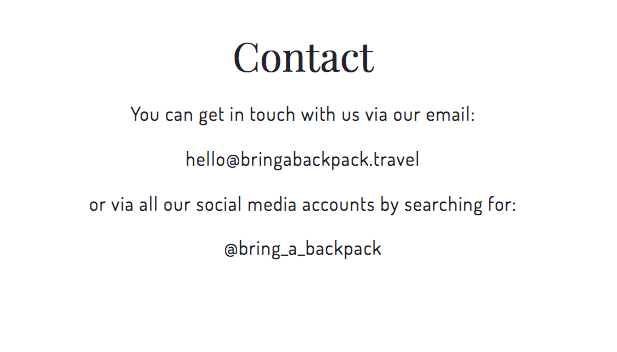 Contact
You can get in touch with us via our email:
hello@bringabackpack.travel
or via all our social media accounts by searching for:
@bring_a_backpack